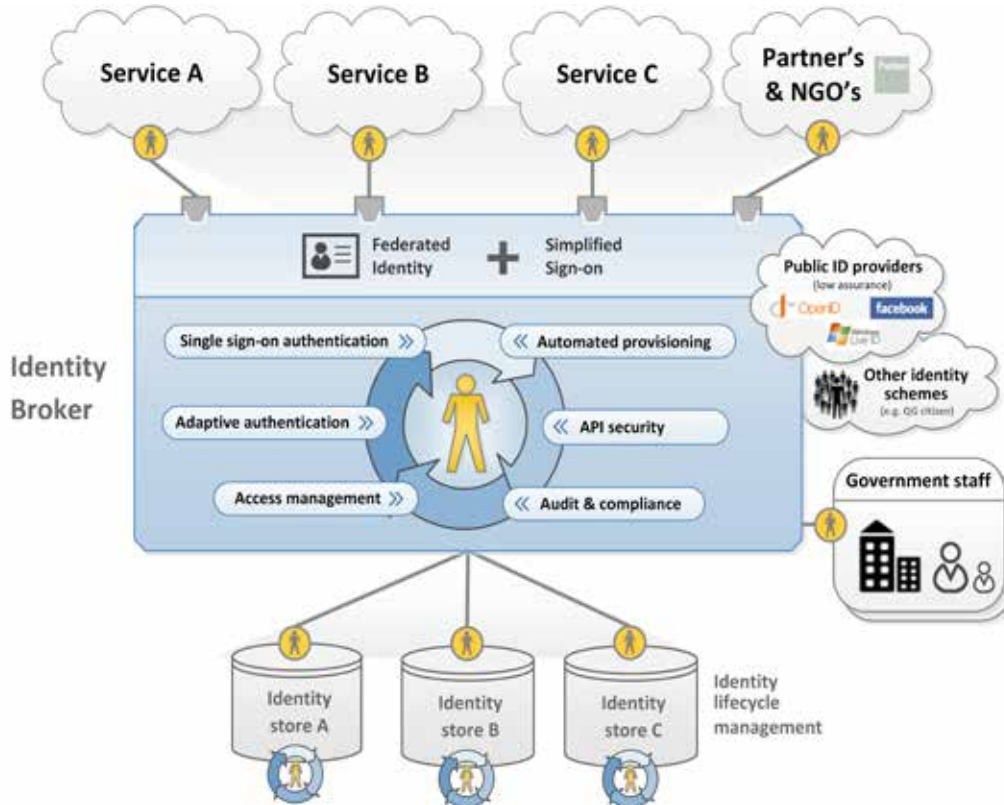 Service A
Service B
Service C
Partner's
& NGO's
Federated
Identity
Simplified
Sign-on
Public ID providers
(low assurance)
OpenID
facebook
Windows
Live ID
Other identity
schemes
(e.g. QG citizen)
Identity
Broker
Single sign-on authentication
Automated provisioning
Adaptive authentication
API security
Access management
Audit & compliance
Government staff
Identity
store A
Identity
store B
Identity
store C
Identity
lifecycle
management